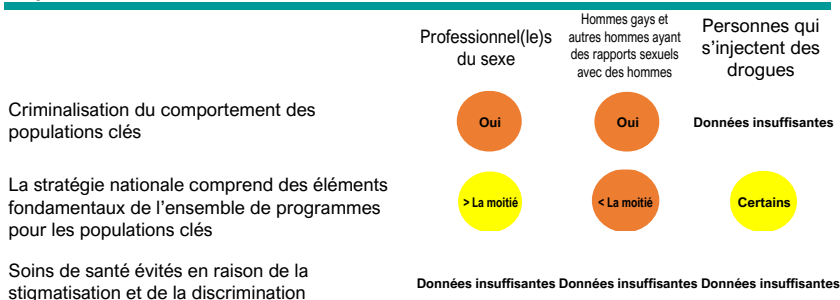 Professionnel(le)s
du sexe
Hommes gays et
autres hommes ayant
des rapports sexuels
avec des hommes
Personnes qui
s'injectent des
drogues
Criminalisation du comportement des
populations clés
Oui
Oui
Données insuffisantes
La stratégie nationale comprend des éléments
fondamentaux de l'ensemble de programmes
pour les populations clés
> La moitié
< La moitié
Certains
Soins de santé évités en raison de la
stigmatisation et de la discrimination
Données insuffisantes Données insuffisantes Données insuffisantes